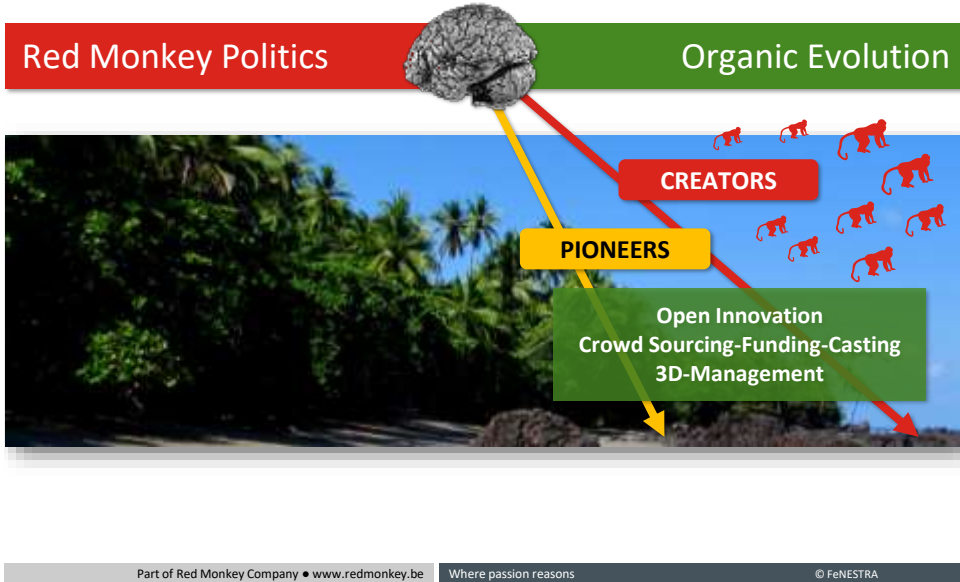 Red Monkey Politics
Organic Evolution
CREATORS
PIONEERS
Open Innovation
Crowd Sourcing-Funding-Casting
3D-Management
Part of Red Monkey Company ● www.redmonkey.be
Where passion reasons
© FeNESTRA